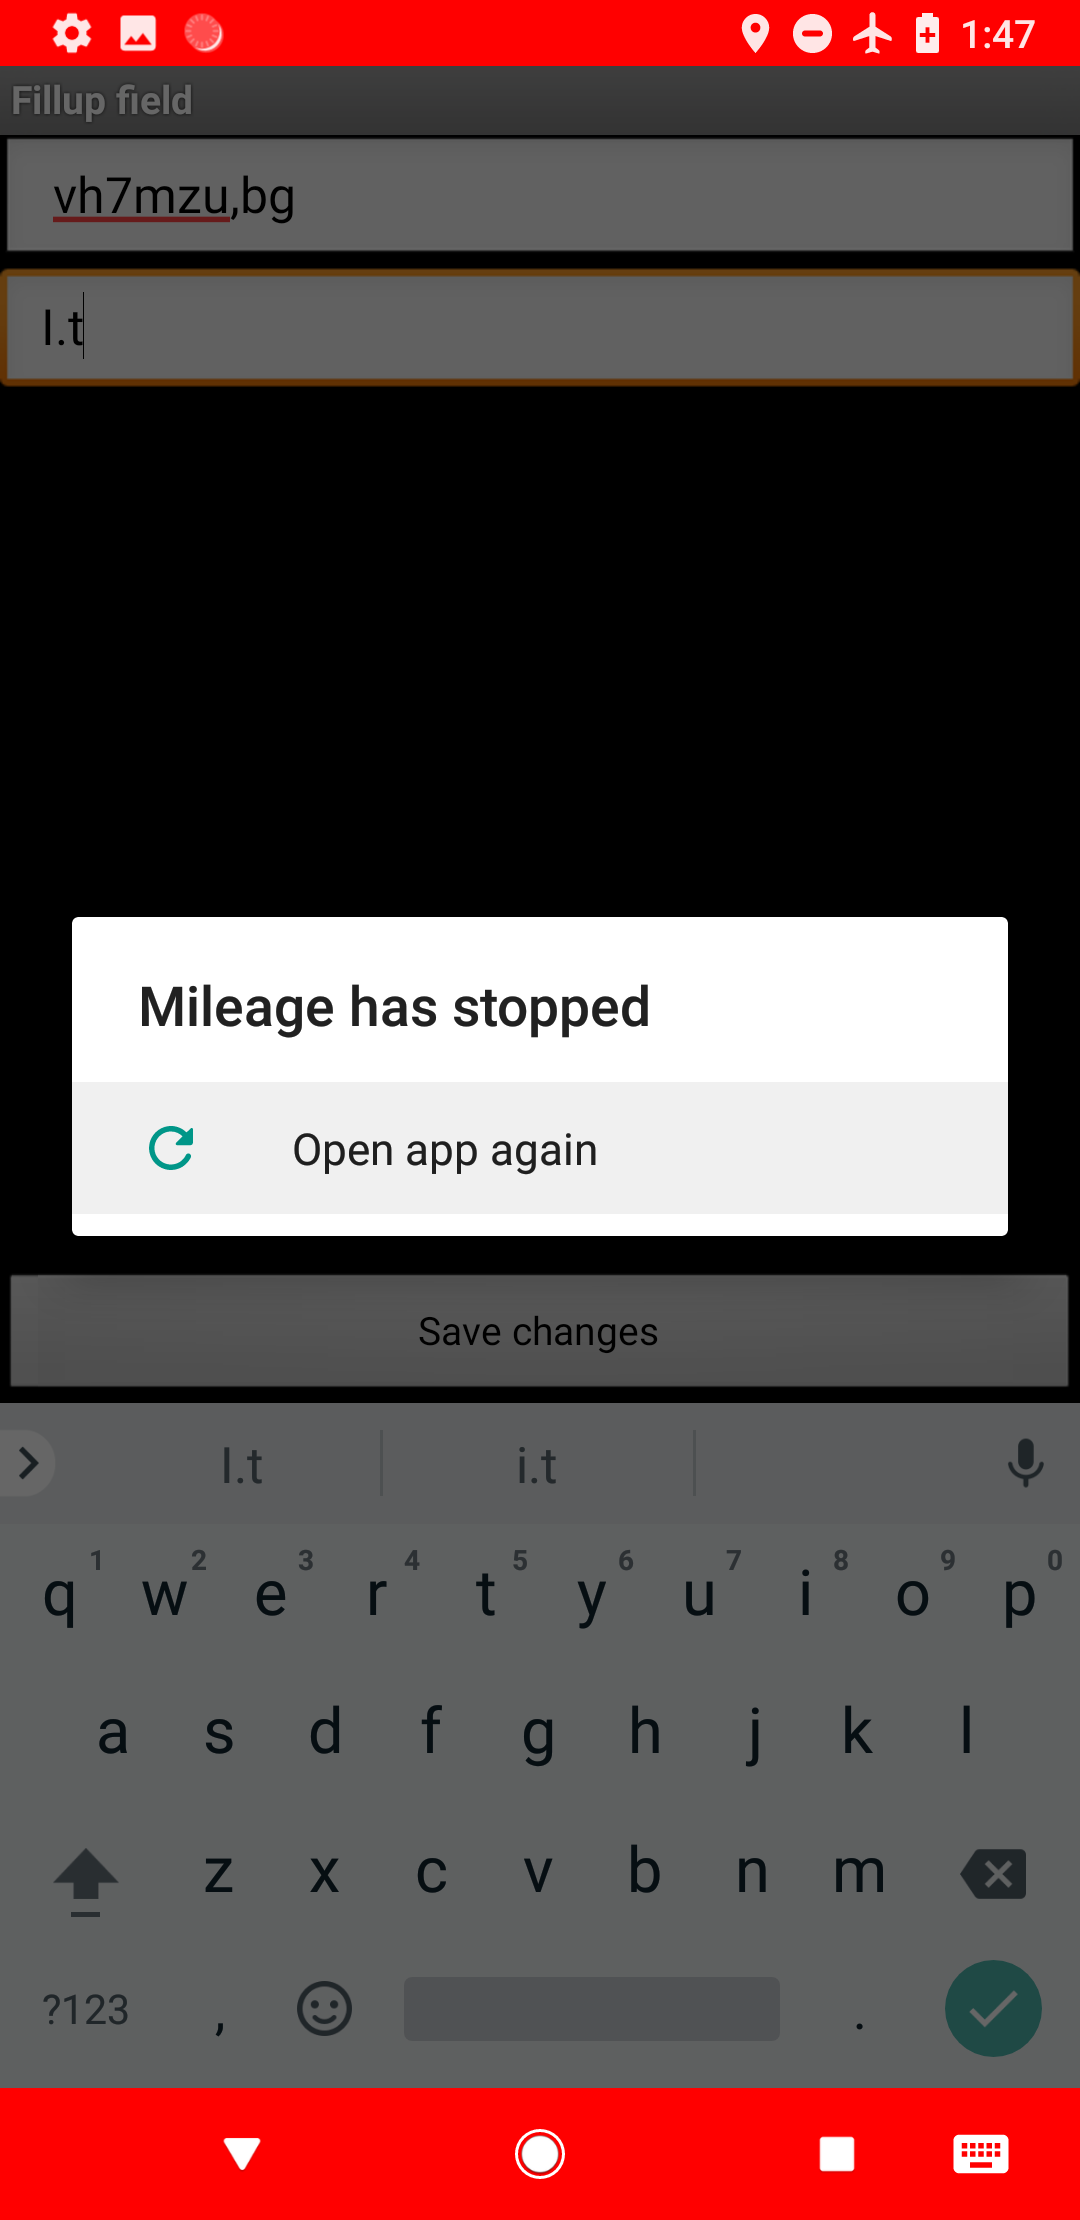 1:47
Fillup field
vh7mzu,bg
I.t
Mileage has stopped
Open app again
Save changes
I.t i.t
1 2 3 4 5 6 7 8 9 0
q w e r t y u i o p
a s d f g h j k l
z x c v b n m
?123 , .